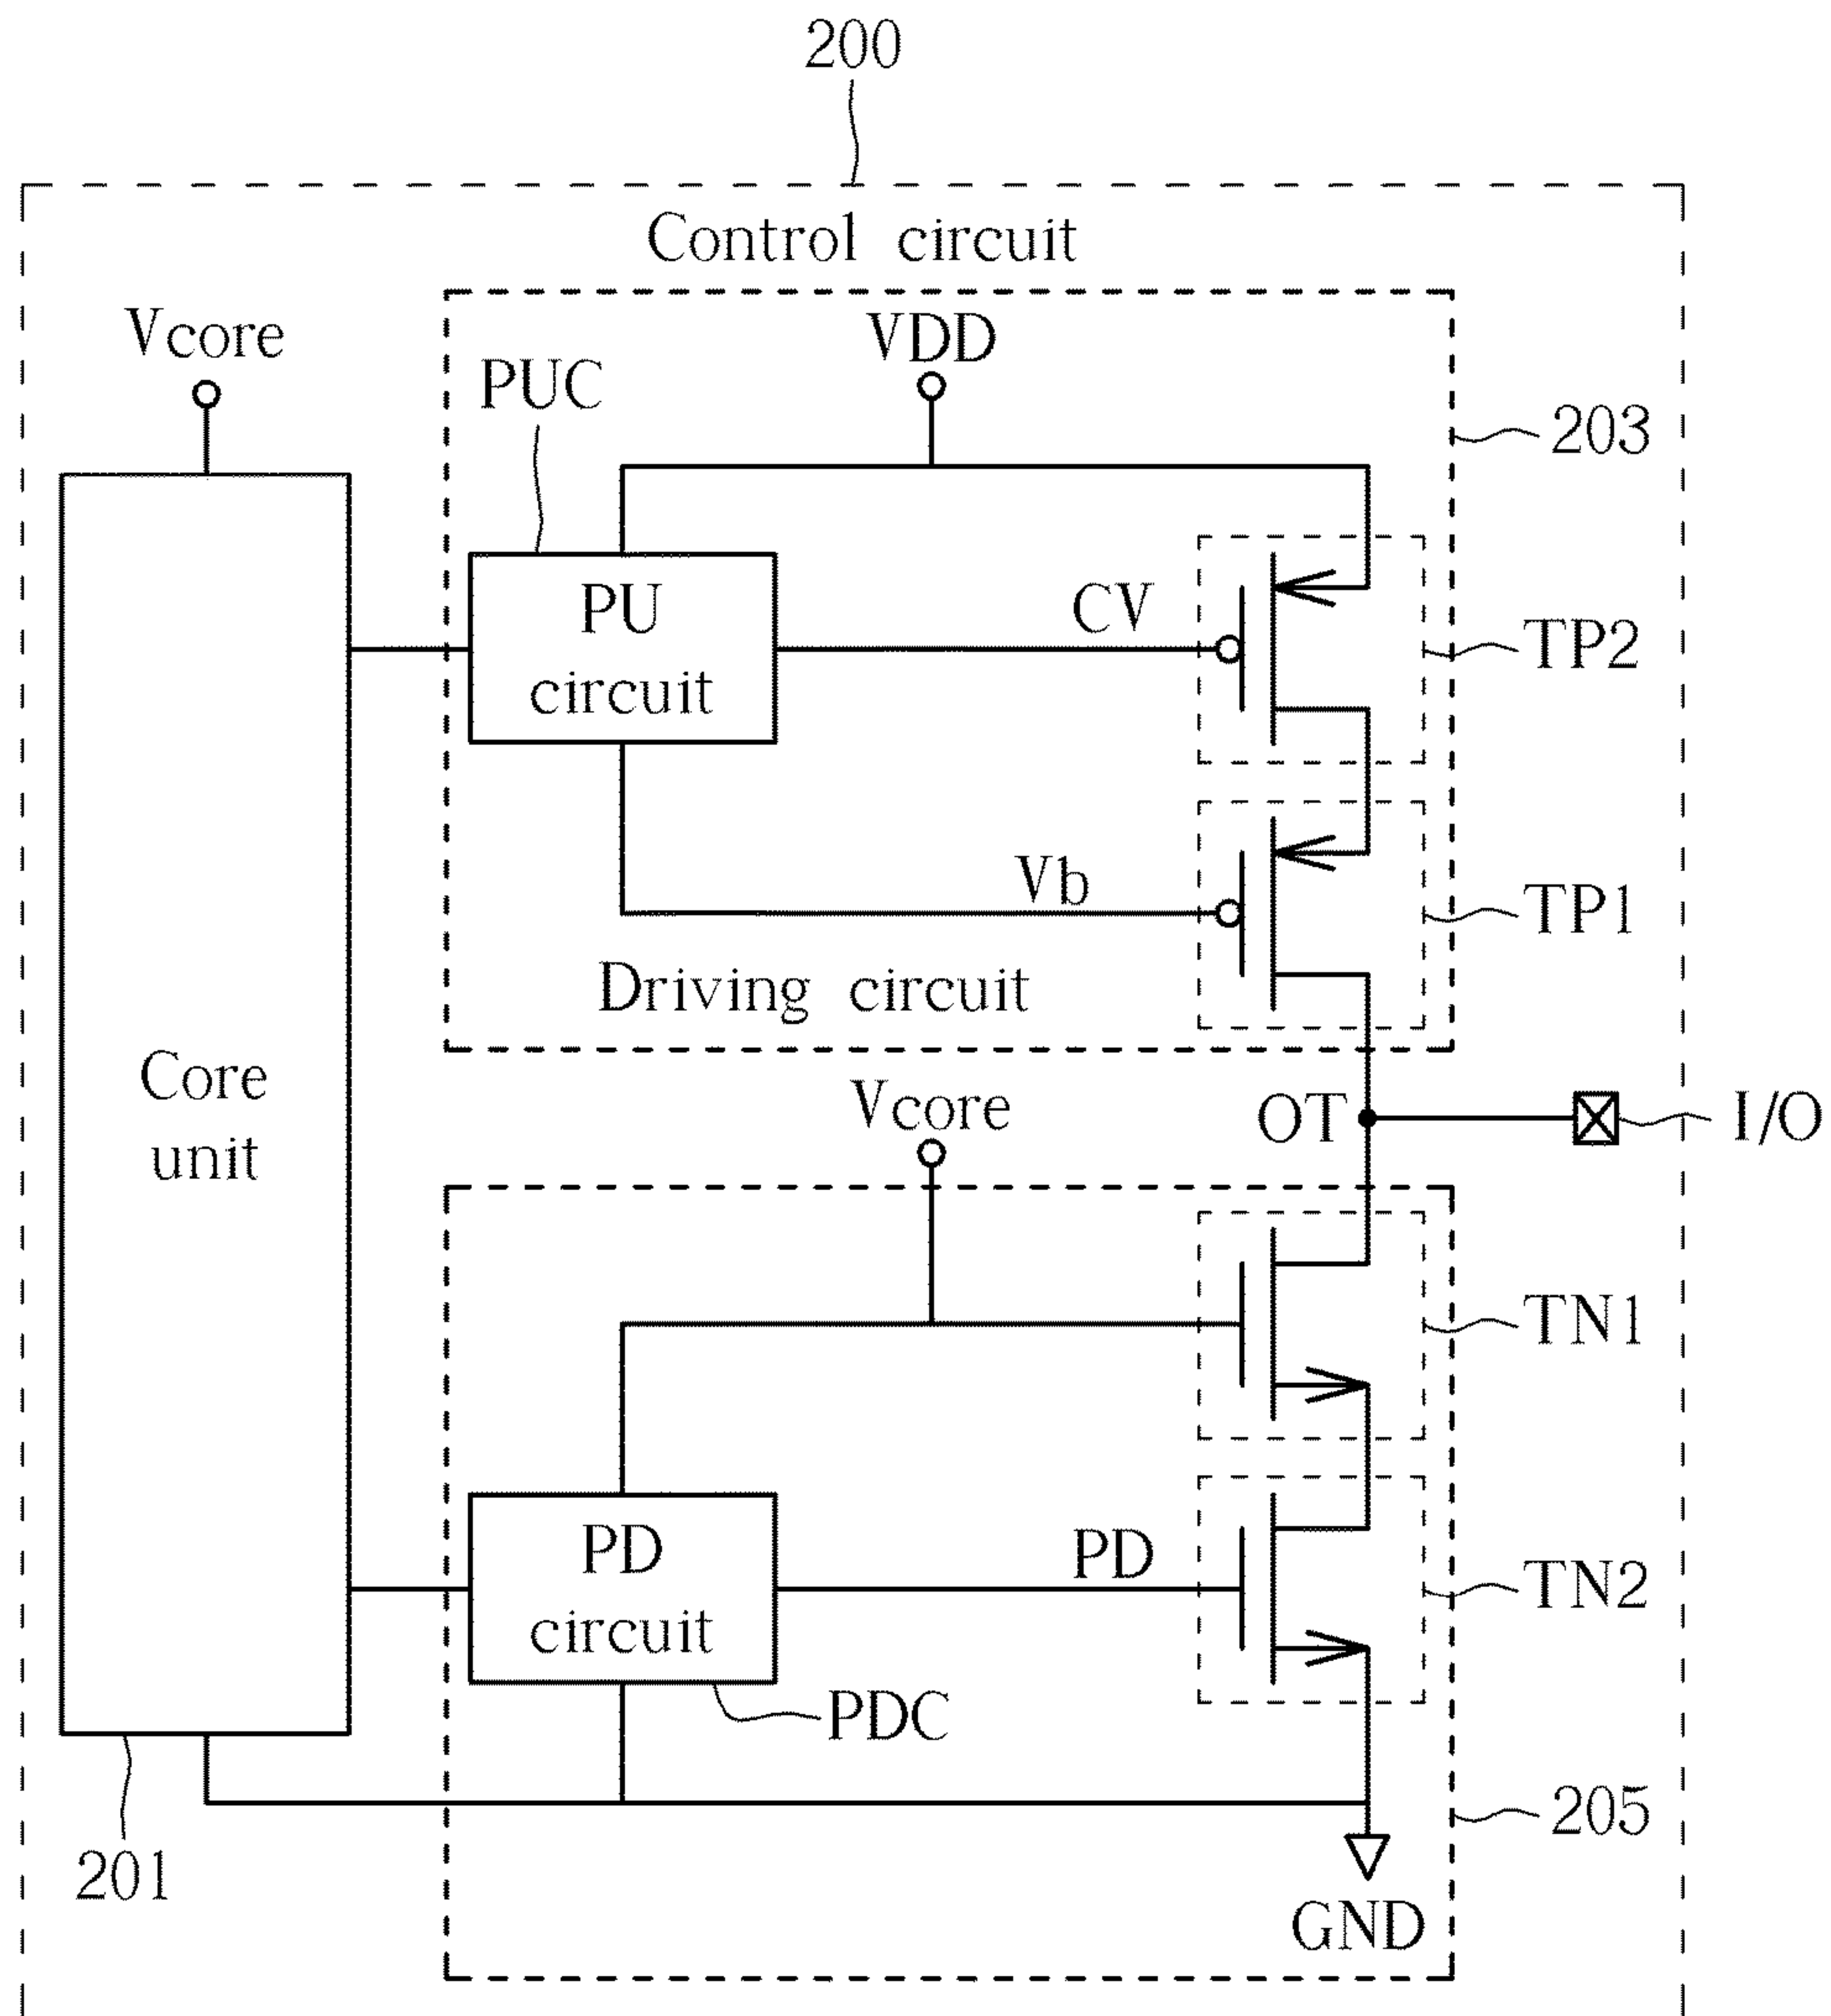 200
Control circuit
Vcore
VDD
PUC
203
PU
circuit
CV
TP2
Vb
TP1
Driving circuit
Core
unit
Vcore
OT
I/O
TN1
PD
circuit
PD
TN2
PDC
201
205
GND